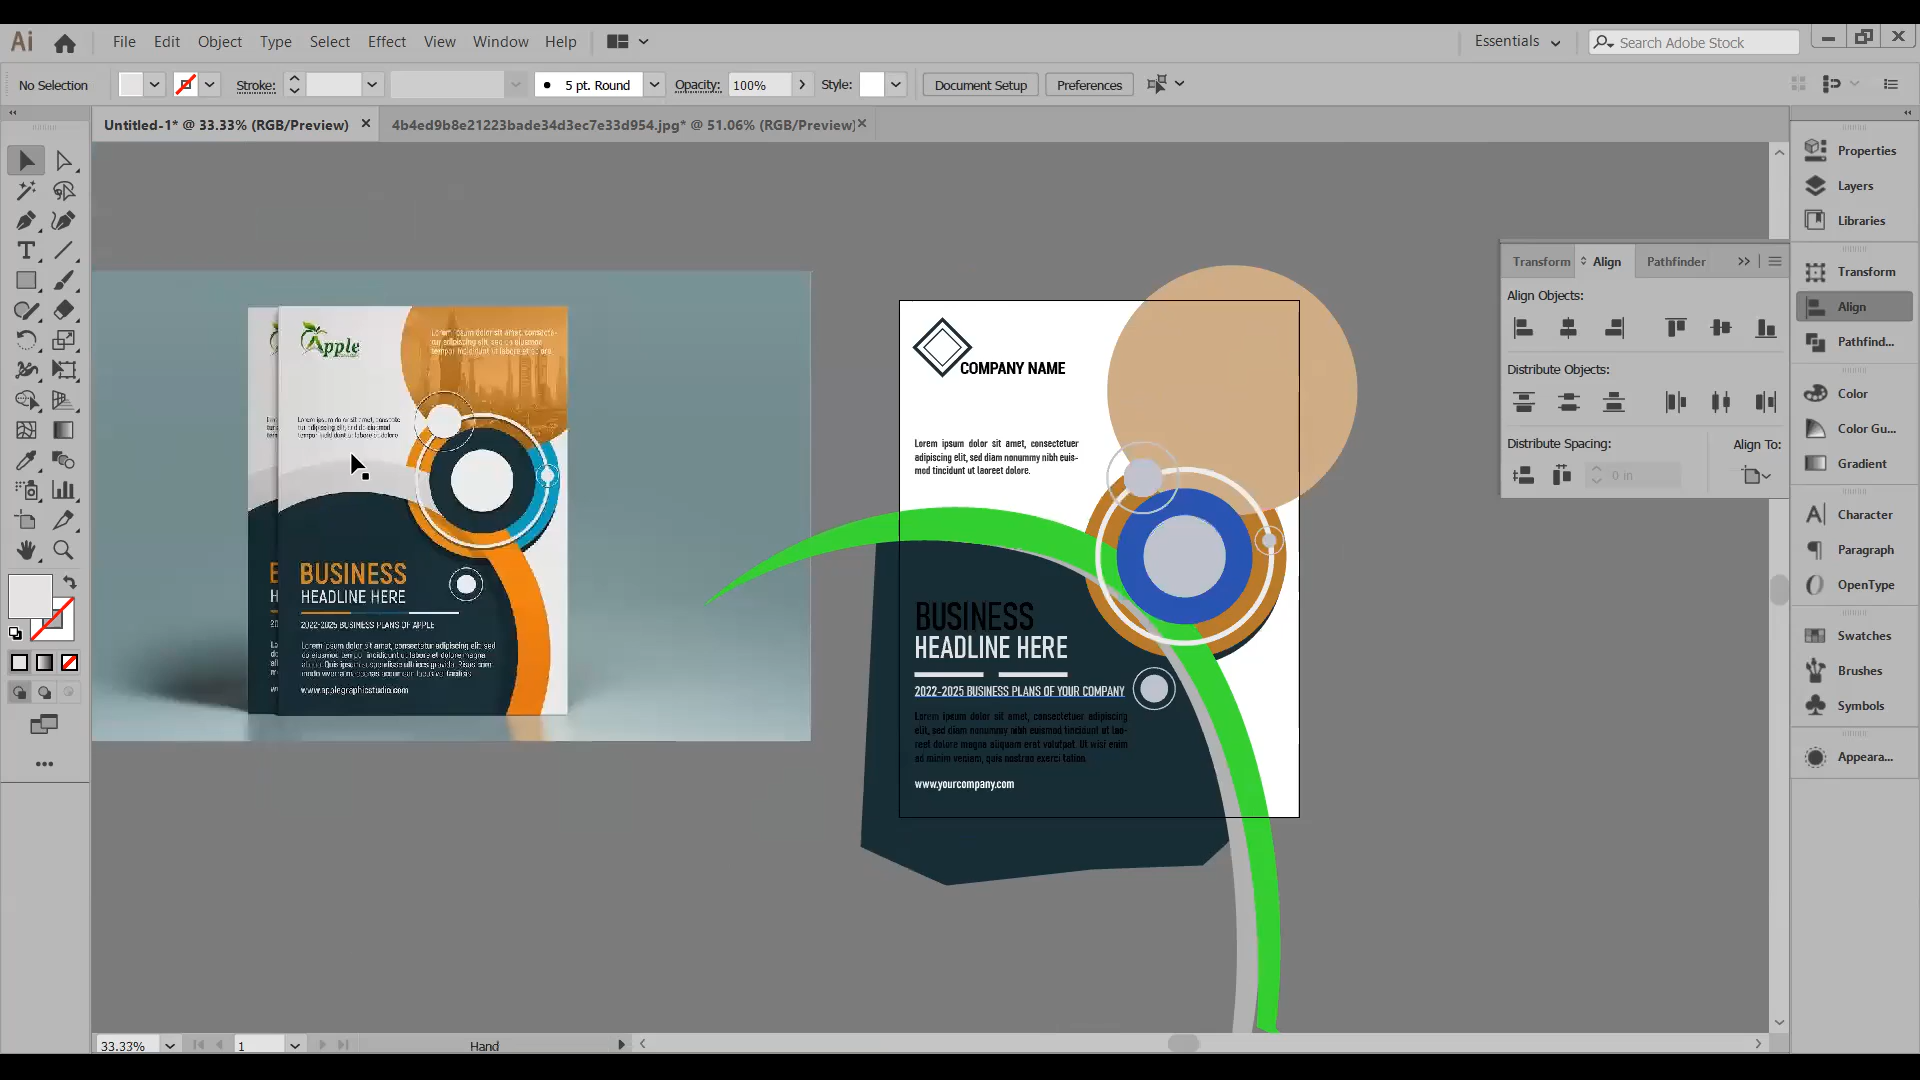 Ai File Edit Object Type Select Effect View Window Help Essentials Search Adobe Stock
No Selection Stroke: 5 pt. Round Opacity: 100% Style: Document Setup Preferences
Untitled-1* @ 33.33% (RGB/Preview) 4b4ed9b8e21223bade34d3ec7e33d954.jpg* @ 51.06% (RGB/Preview)
Properties
Layers
Libraries
Transform
Align
Pathfind...
Color
Color Gu...
Gradient
Character
Paragraph
OpenType
Swatches
Brushes
Symbols
Appeara...
Transform Align Pathfinder
Align Objects:
Distribute Objects:
Distribute Spacing: Align To:
0 in
Apple
BUSINESS
HEADLINE HERE
2022-2025 BUSINESS PLANS OF APPLE
www.applegraphicstudio.com
COMPANY NAME
Lorem ipsum dolor sit amet, consectetuer
adipiscing elit, sed diam nonummy nibh euis-
mod tincidunt ut laoreet dolore.
BUSINESS
HEADLINE HERE
2022-2025 BUSINESS PLANS OF YOUR COMPANY
Lorem ipsum dolor sit amet, consectetuer adipiscing
elit, sed diam nonummy nibh euismod tincidunt ut lao-
reet dolore magna aliquam erat volutpat. Ut wisi enim
ad minim veniam, quis nostrud exerci tation.
www.yourcompany.com
33.33% 1 Hand